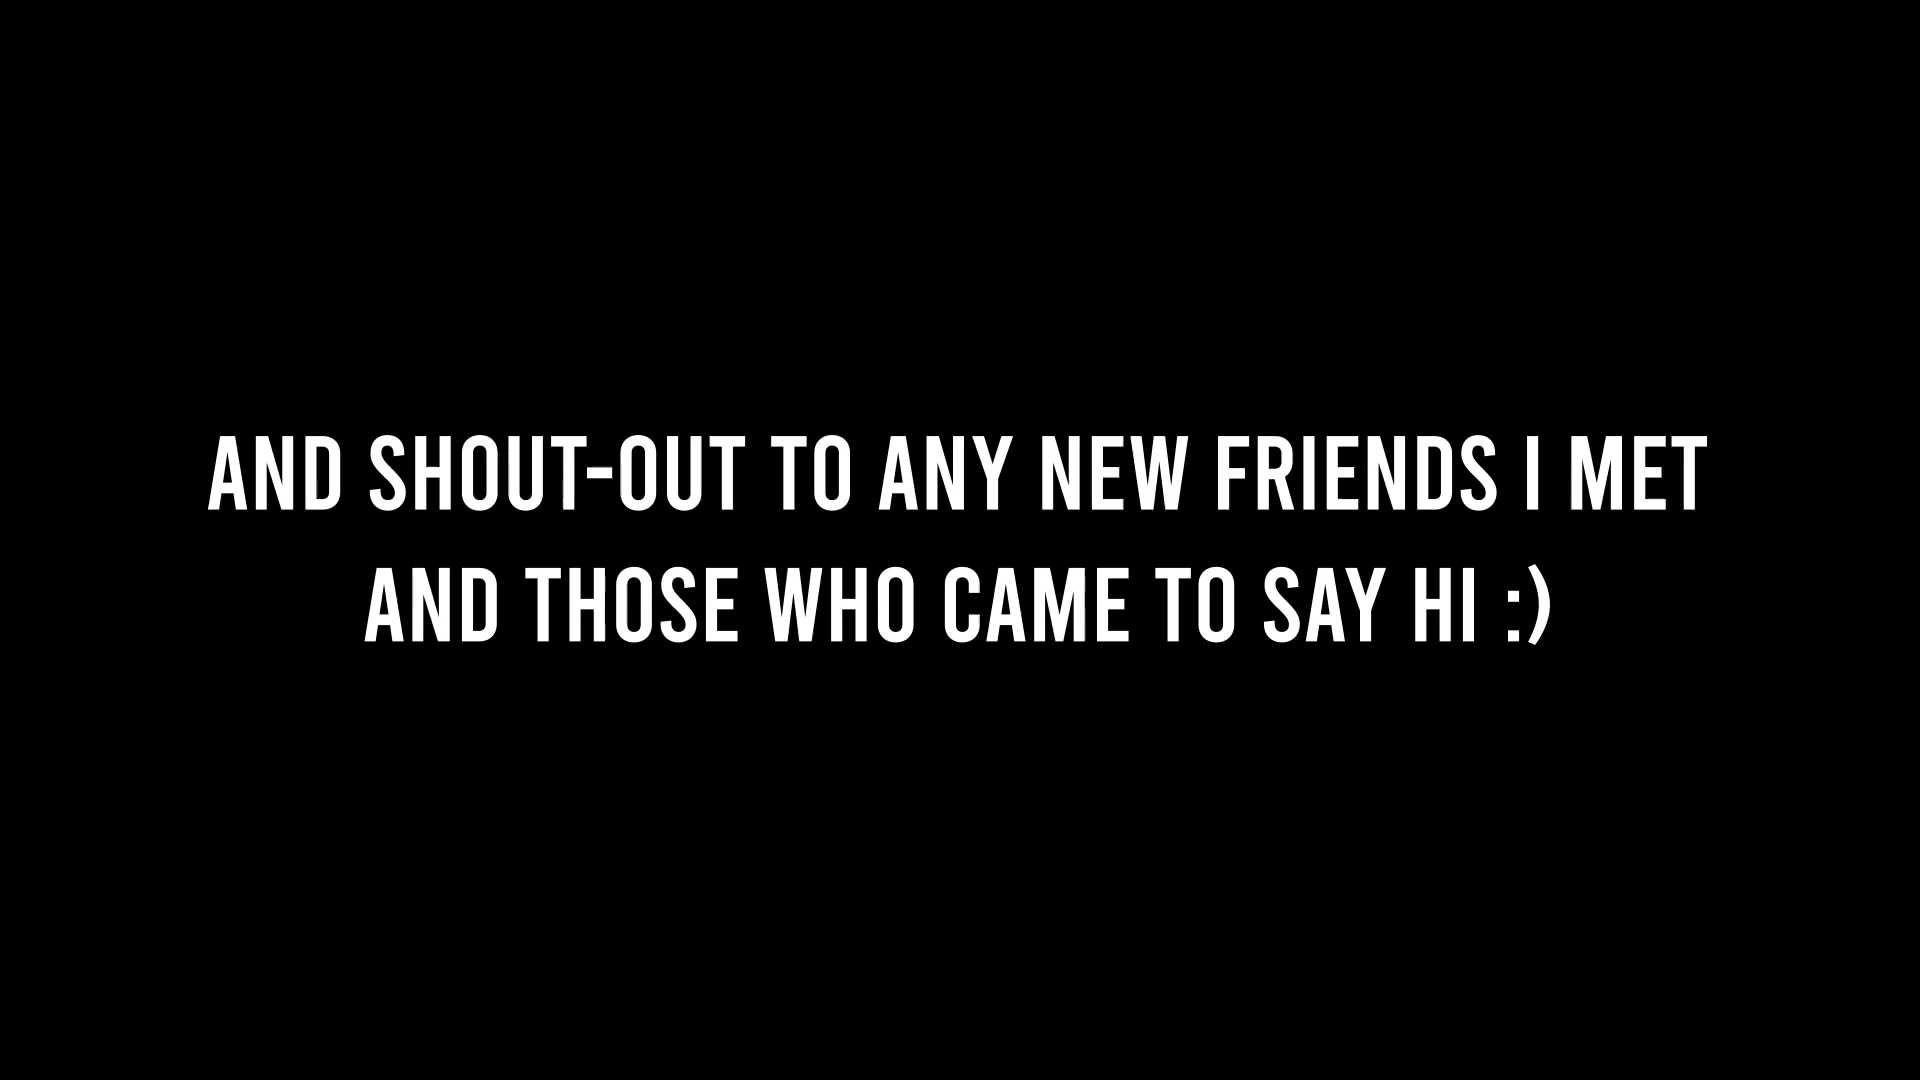 AND SHOUT-OUT TO ANY NEW FRIENDS I MET
AND THOSE WHO CAME TO SAY HI :)